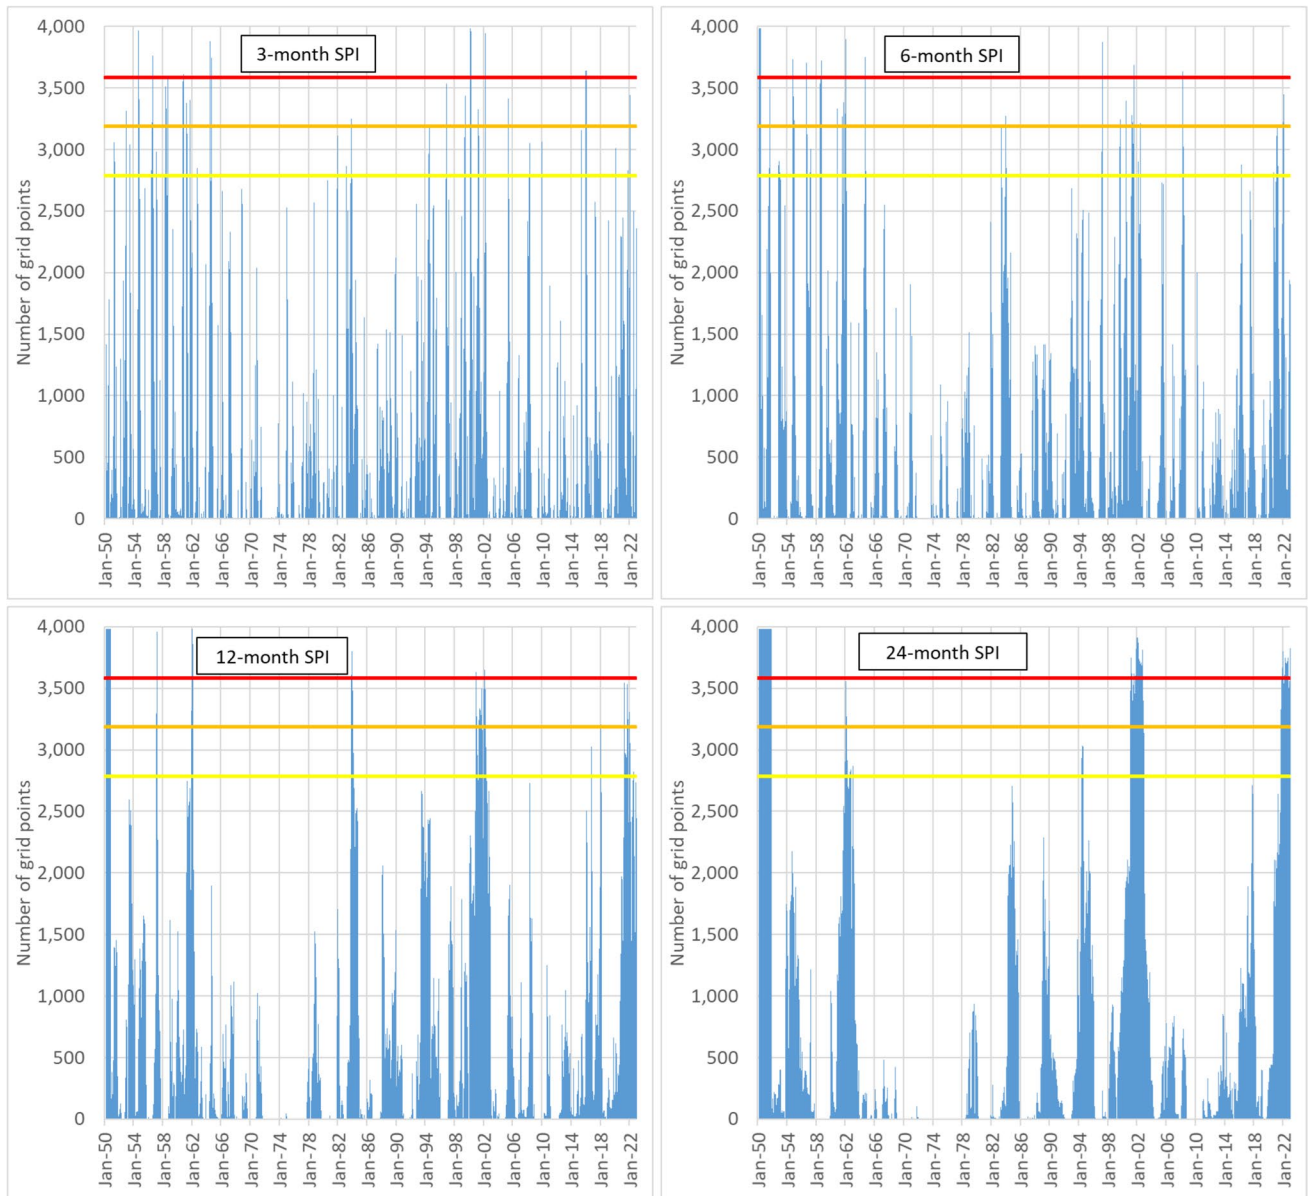 3-month SPI
Number of grid points
4,000
3,500
3,000
2,500
2,000
1,500
1,000
500
0
Jan-50
Jan-54
Jan-58
Jan-62
Jan-66
Jan-70
Jan-74
Jan-78
Jan-82
Jan-86
Jan-90
Jan-94
Jan-98
Jan-02
Jan-06
Jan-10
Jan-14
Jan-18
Jan-22
6-month SPI
Number of grid points
4,000
3,500
3,000
2,500
2,000
1,500
1,000
500
0
Jan-50
Jan-54
Jan-58
Jan-62
Jan-66
Jan-70
Jan-74
Jan-78
Jan-82
Jan-86
Jan-90
Jan-94
Jan-98
Jan-02
Jan-06
Jan-10
Jan-14
Jan-18
Jan-22
12-month SPI
Number of grid points
4,000
3,500
3,000
2,500
2,000
1,500
1,000
500
0
Jan-50
Jan-54
Jan-58
Jan-62
Jan-66
Jan-70
Jan-74
Jan-78
Jan-82
Jan-86
Jan-90
Jan-94
Jan-98
Jan-02
Jan-06
Jan-10
Jan-14
Jan-18
Jan-22
24-month SPI
Number of grid points
4,000
3,500
3,000
2,500
2,000
1,500
1,000
500
0
Jan-50
Jan-54
Jan-58
Jan-62
Jan-66
Jan-70
Jan-74
Jan-78
Jan-82
Jan-86
Jan-90
Jan-94
Jan-98
Jan-02
Jan-06
Jan-10
Jan-14
Jan-18
Jan-22